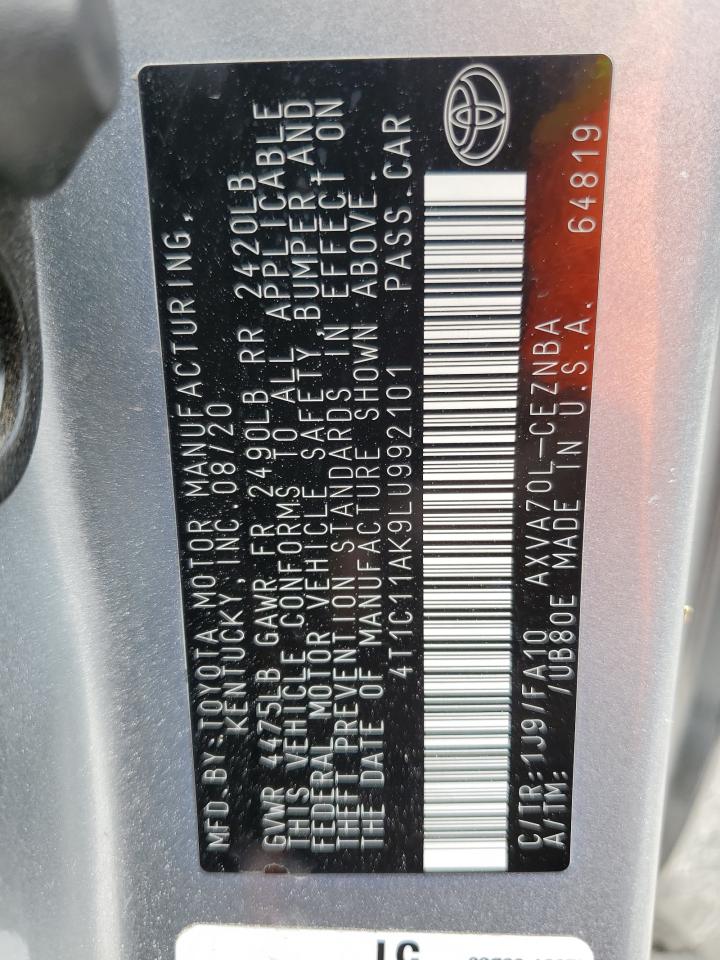 MFD.BY:TOYOTA MOTOR MANUFACTURING,
KENTUCKY, INC.08/20
GVWR 4475LB GAWR FR 2490LB RR 2420LB
THIS VEHICLE CONFORMS TO ALL APPLICABLE
FEDERAL MOTOR VEHICLE SAFETY, BUMPER, AND
THEFT PREVENTION STANDARDS IN EFFECT ON
THE DATE OF MANUFACTURE SHOWN ABOVE.
4T1C11AK9LU992101 PASS.CAR
C/TR:1J9/FA10 AXVA70L-CEZNBA
A/TM: /UB80E MADE IN U.S.A. 64819